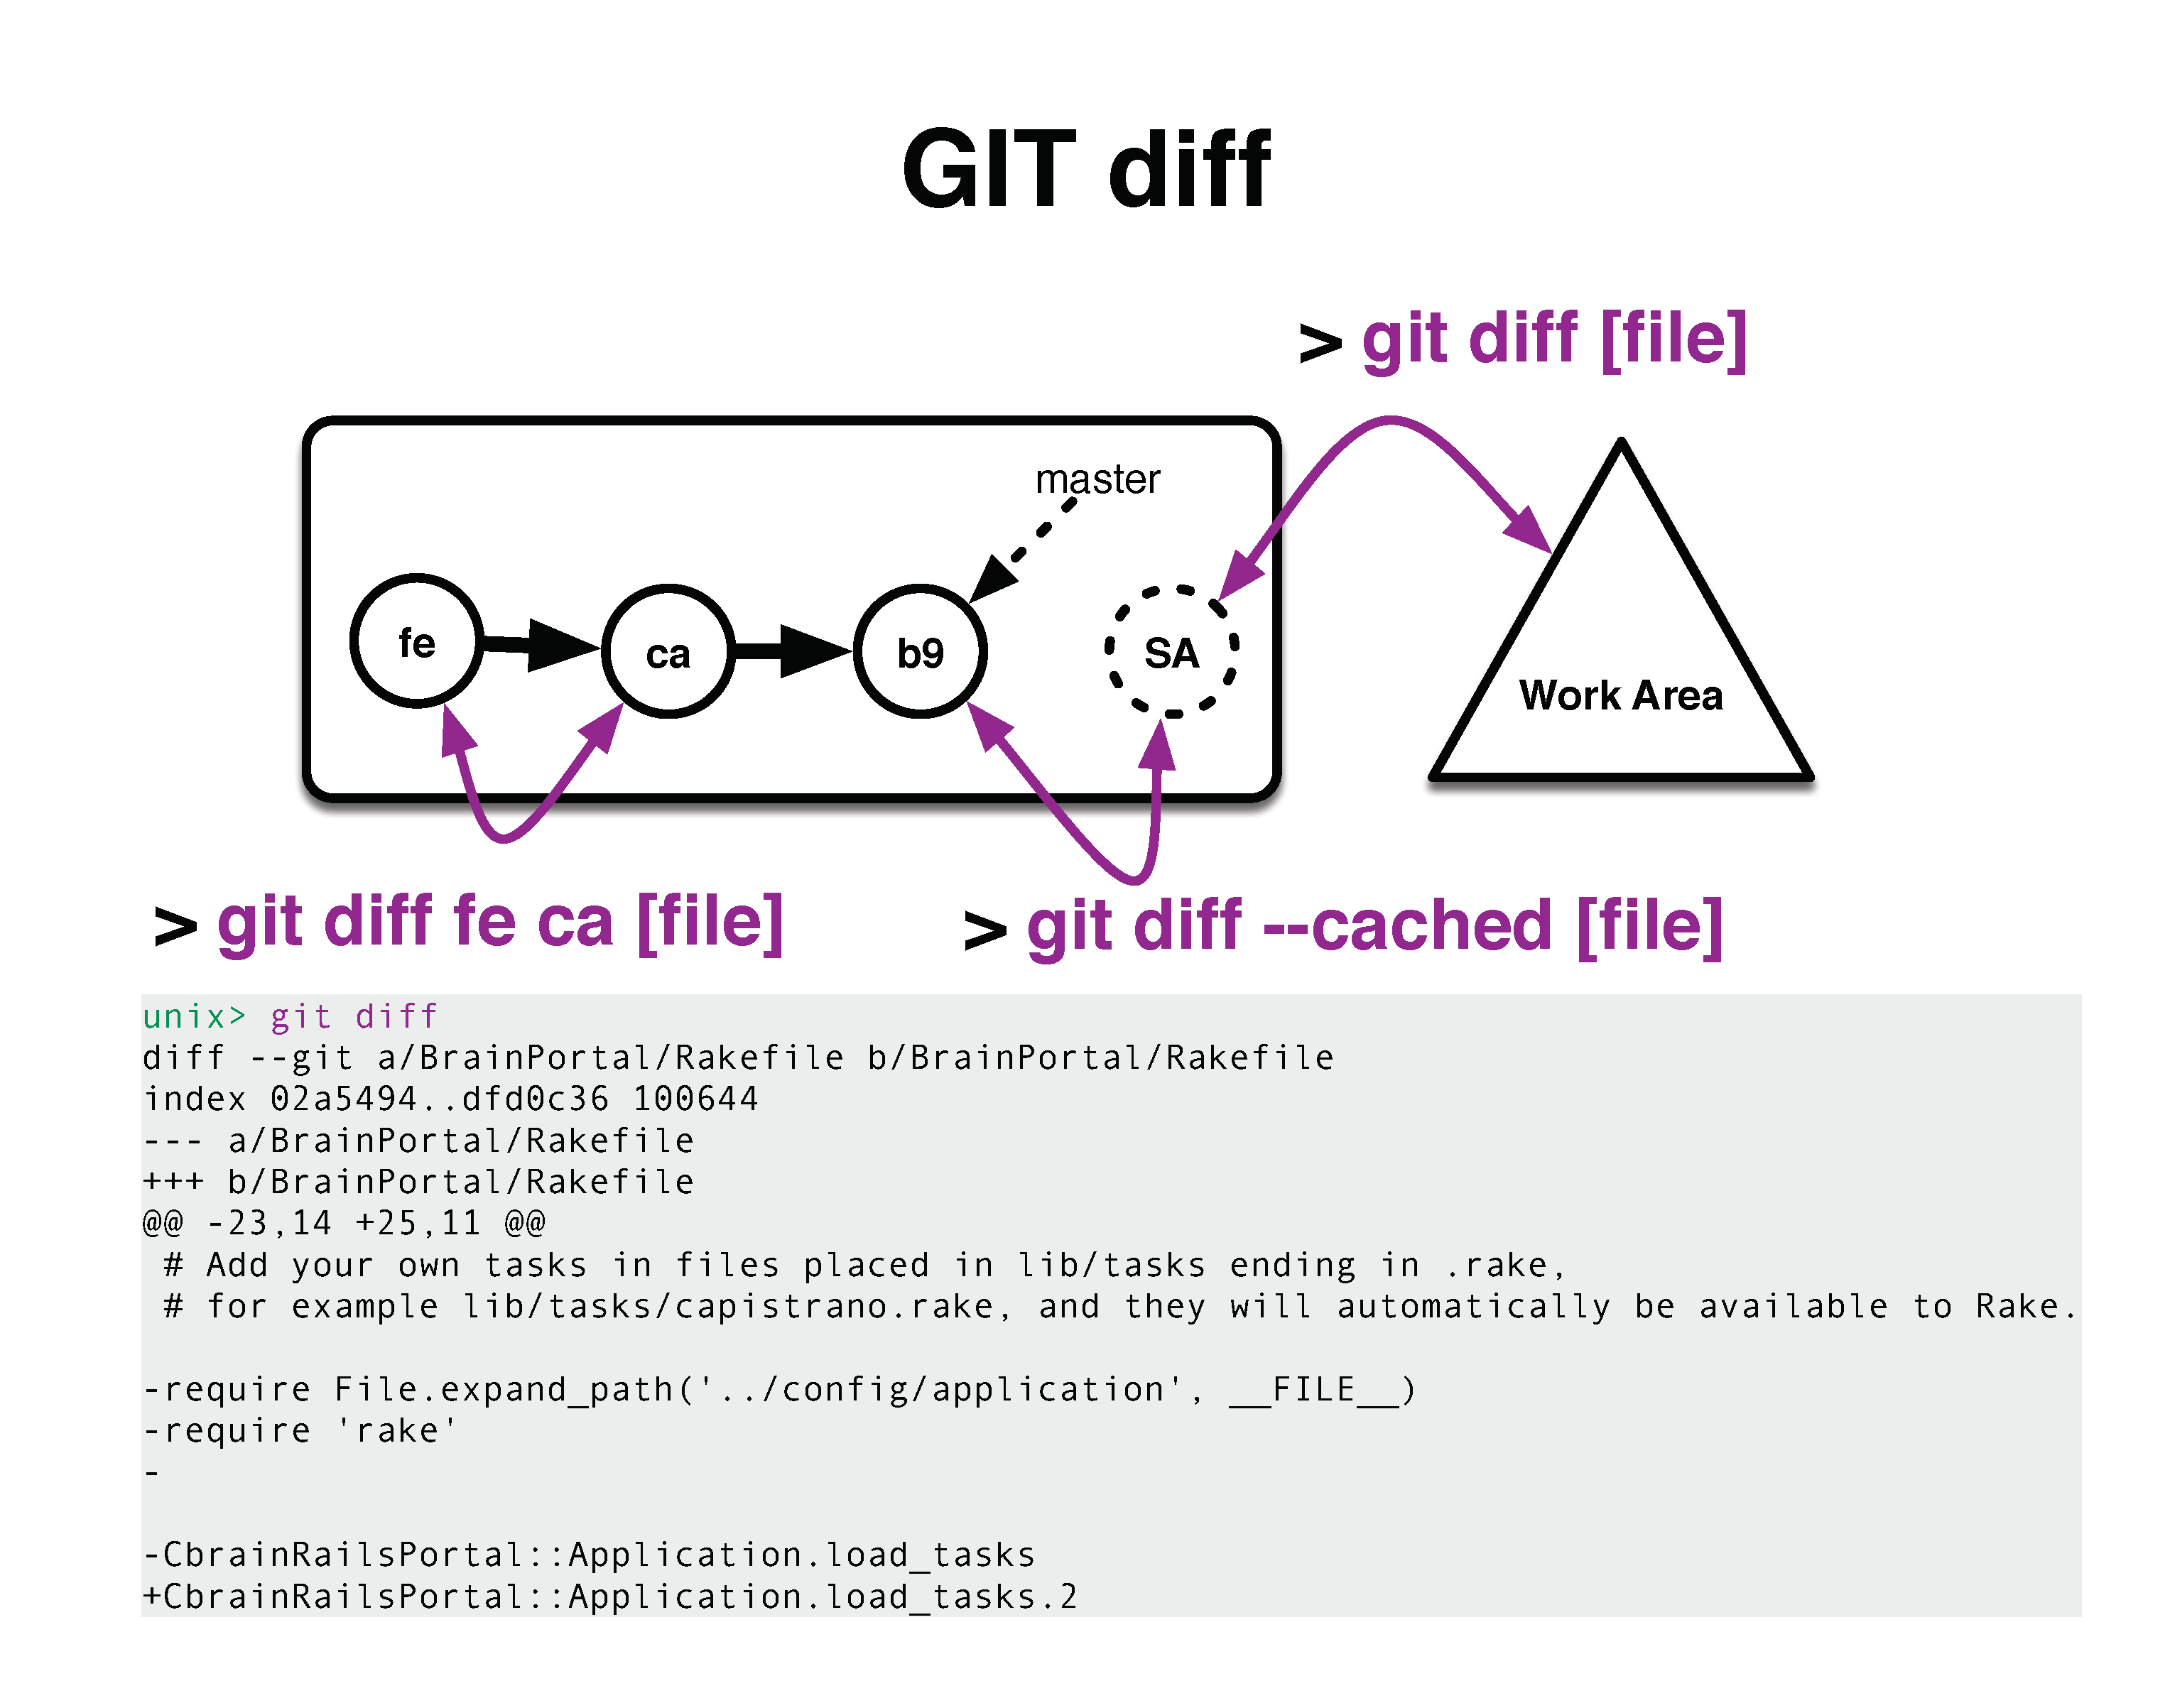 GIT diff
> git diff [file]
master
fe
ca
b9
SA
Work Area
> git diff fe ca [file]
> git diff --cached [file]
unix> git diff
diff --git a/BrainPortal/Rakefile b/BrainPortal/Rakefile
index 02a5494..dfd0c36 100644
--- a/BrainPortal/Rakefile
+++ b/BrainPortal/Rakefile
@@ -23,14 +25,11 @@
 # Add your own tasks in files placed in lib/tasks ending in .rake,
 # for example lib/tasks/capistrano.rake, and they will automatically be available to Rake.
-require File.expand_path('../config/application', __FILE__)
-require 'rake'
-
-CbrainRailsPortal::Application.load_tasks
+CbrainRailsPortal::Application.load_tasks.2